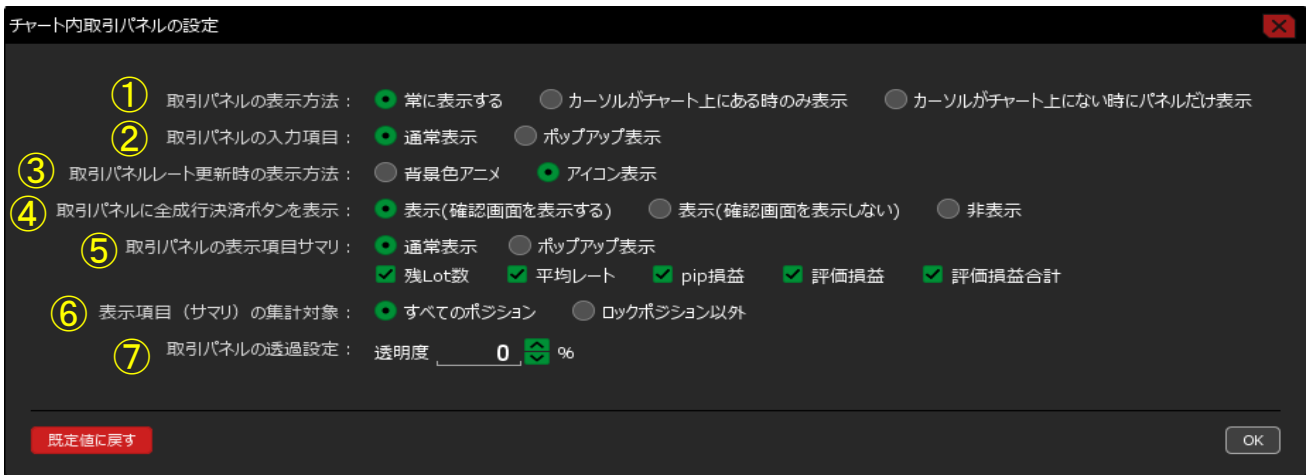 チャート内取引パネルの設定
① 取引パネルの表示方法： 常に表示する カーソルがチャート上にある時のみ表示 カーソルがチャート上にない時にパネルだけ表示
② 取引パネルの入力項目： 通常表示 ポップアップ表示
③ 取引パネルレート更新時の表示方法： 背景色アニメ アイコン表示
④ 取引パネルに全成行決済ボタンを表示： 表示(確認画面を表示する) 表示(確認画面を表示しない) 非表示
⑤ 取引パネルの表示項目サマリ： 通常表示 ポップアップ表示
残Lot数 平均レート pip損益 評価損益 評価損益合計
⑥ 表示項目（サマリ）の集計対象： すべてのポジション ロックポジション以外
⑦ 取引パネルの透過設定： 透明度 0 %
既定値に戻す OK